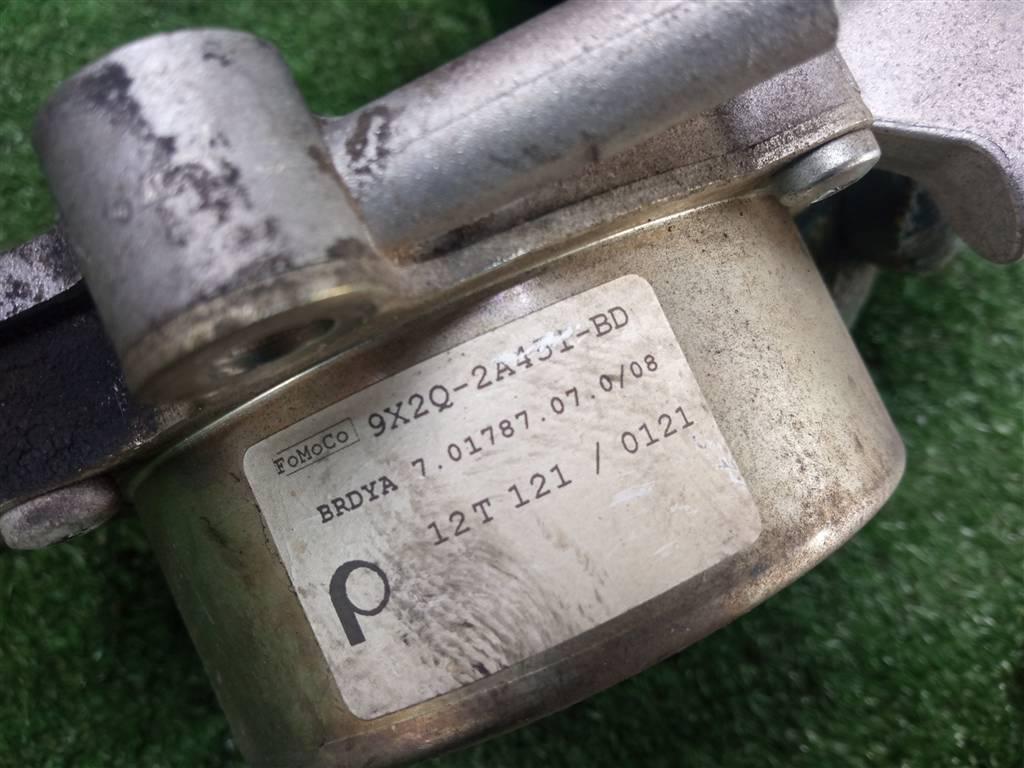 FoMoCo 9X2Q-2A451-BD
BRDYA 7.01787.07.0/08
12T 121 / 0121